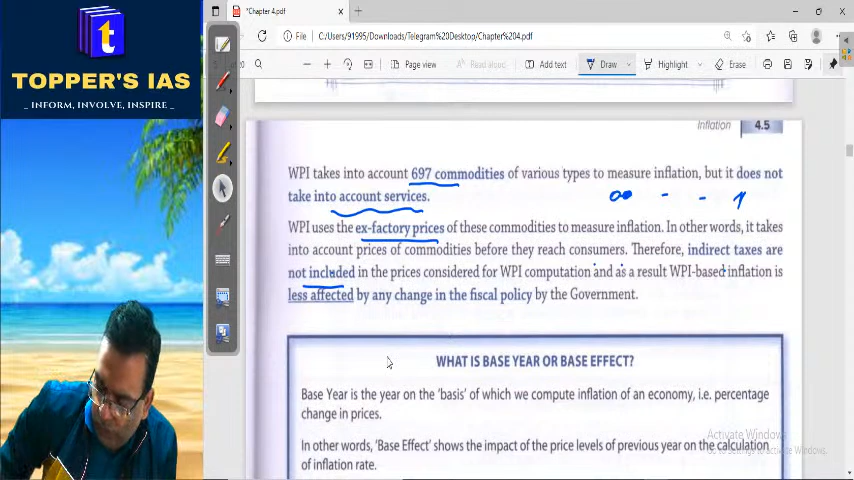 *Chapter 4.pdf
File
C:/Users/91995/Downloads/Telegram Desktop/Chapter%204.pdf
20
Page view
Read aloud
Add text
Draw
Highlight
Erase
t
TOPPER'S IAS
_ INFORM, INVOLVE, INSPIRE _
Inflation 4.5
WPI takes into account 697 commodities of various types to measure inflation, but it does not
take into account services.
WPI uses the ex-factory prices of these commodities to measure inflation. In other words, it takes
into account prices of commodities before they reach consumers. Therefore, indirect taxes are
not included in the prices considered for WPI computation and as a result WPI-based inflation is
less affected by any change in the fiscal policy by the Government.
WHAT IS BASE YEAR OR BASE EFFECT?
Base Year is the year on the 'basis' of which we compute inflation of an economy, i.e. percentage
change in prices.
In other words, 'Base Effect' shows the impact of the price levels of previous year on the calculation
of inflation rate.
Activate Windows
Go to Settings to activate Windows.